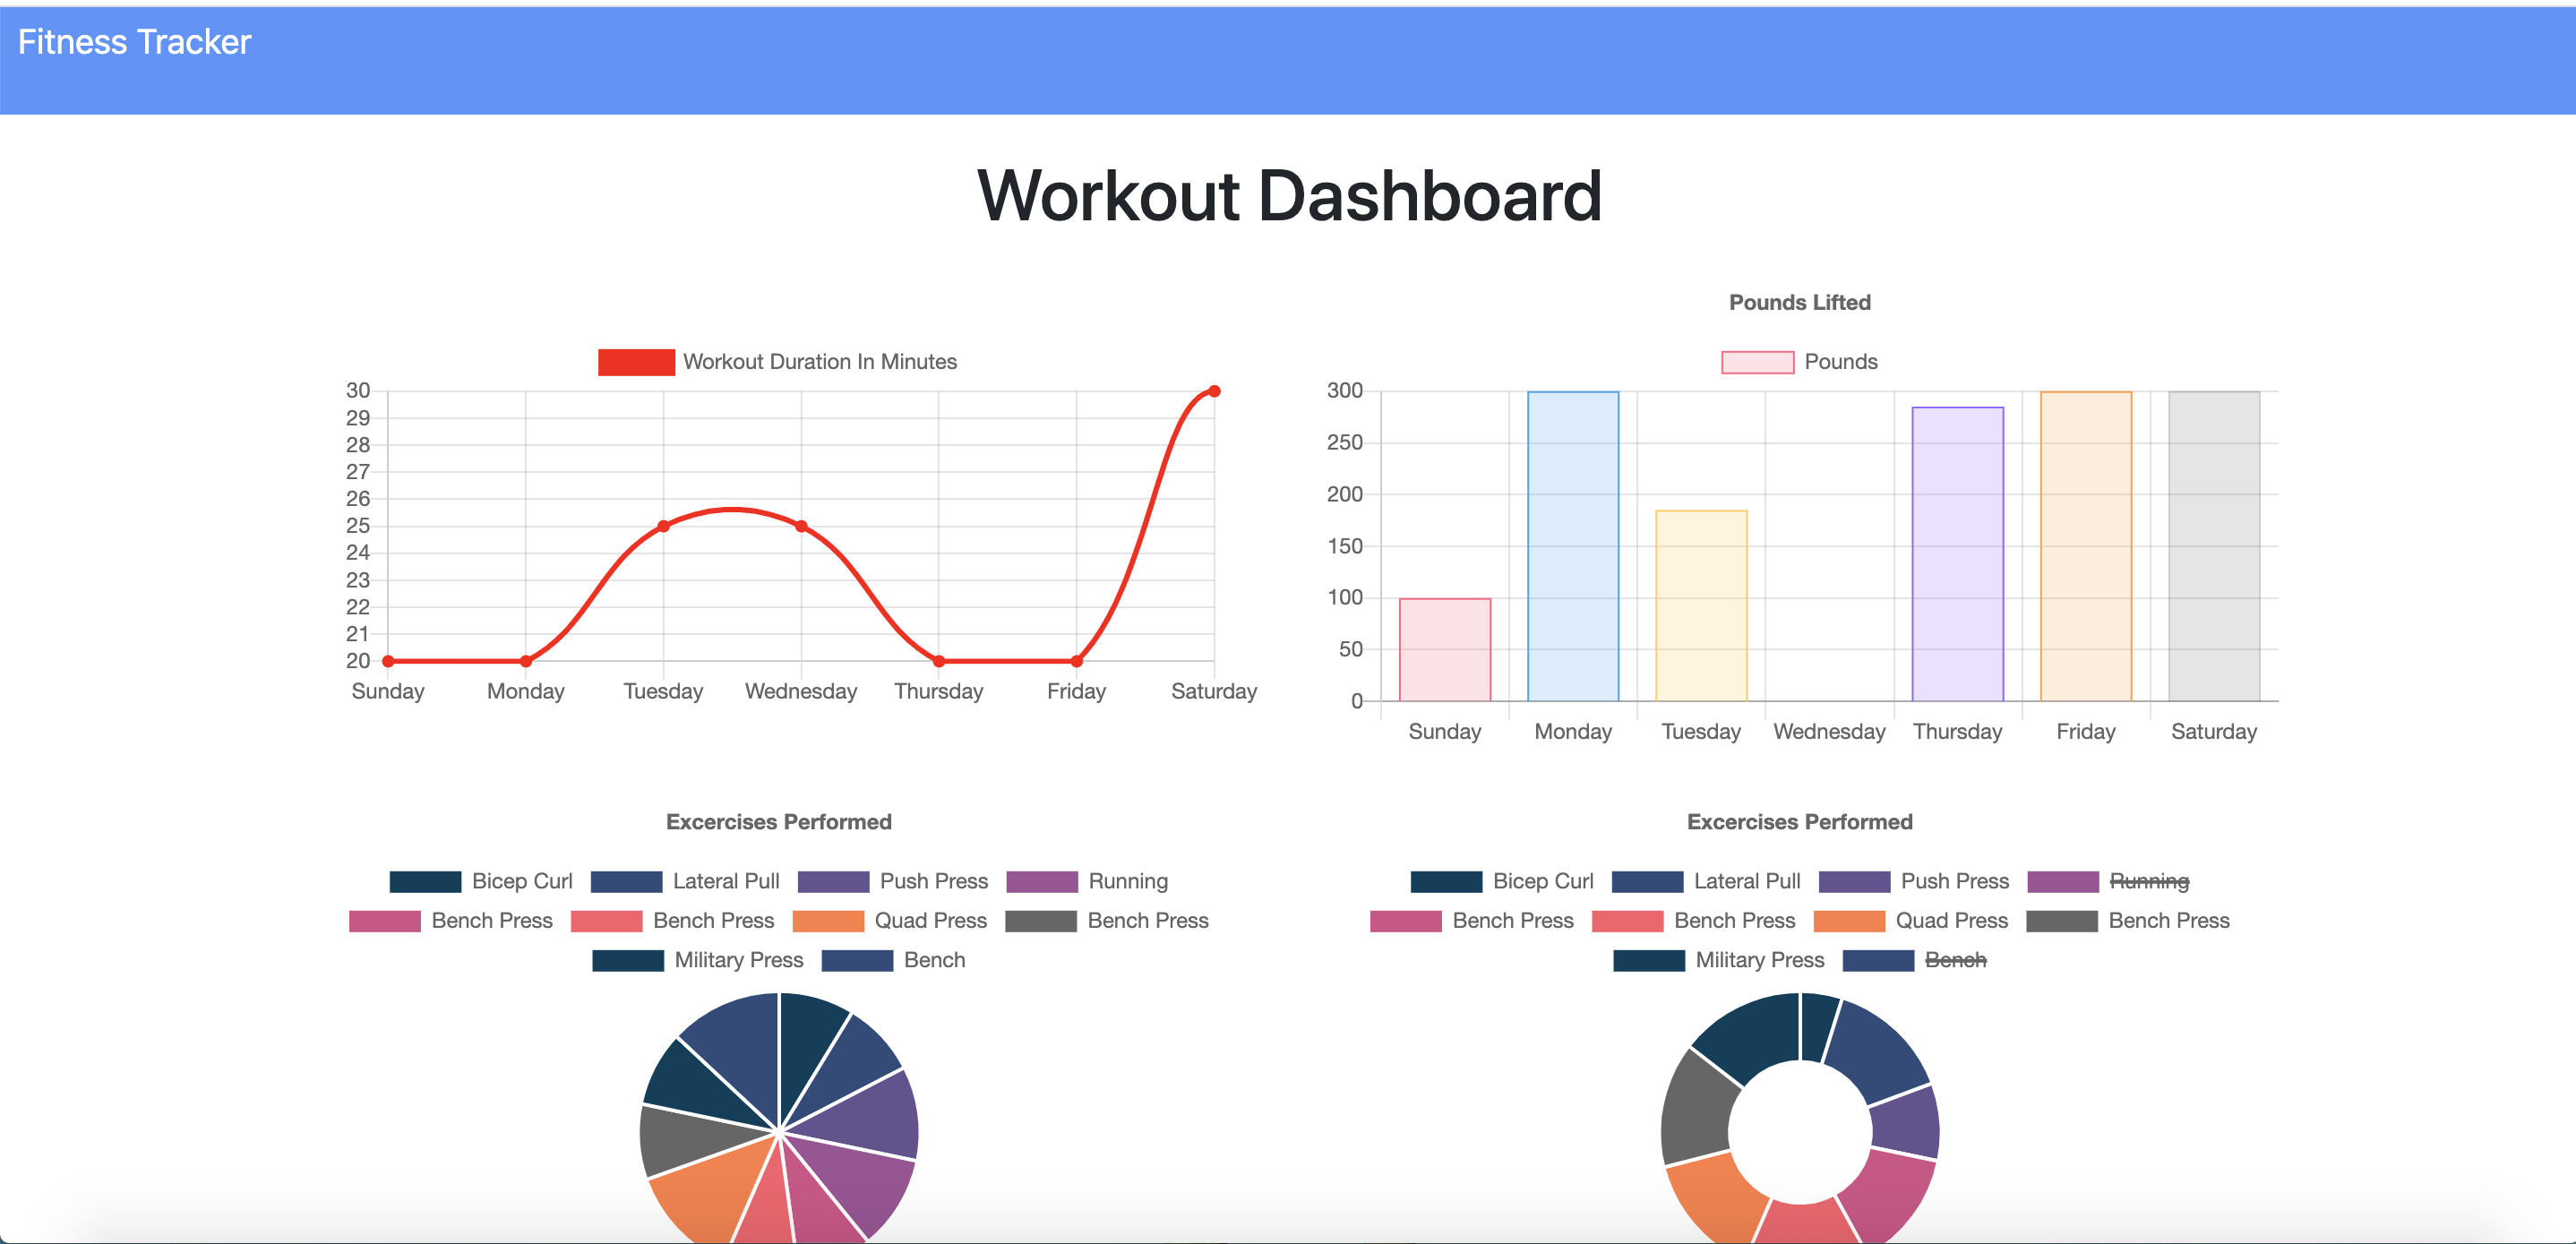 Fitness Tracker
Workout Dashboard
Workout Duration In Minutes
30
29
28
27
26
25
24
23
22
21
20
Sunday Monday Tuesday Wednesday Thursday Friday Saturday
Pounds Lifted
Pounds
300
250
200
150
100
50
0
Sunday Monday Tuesday Wednesday Thursday Friday Saturday
Excercises Performed
Bicep Curl Lateral Pull Push Press Running
Bench Press Bench Press Quad Press Bench Press
Military Press Bench
Excercises Performed
Bicep Curl Lateral Pull Push Press Running
Bench Press Bench Press Quad Press Bench Press
Military Press Bench